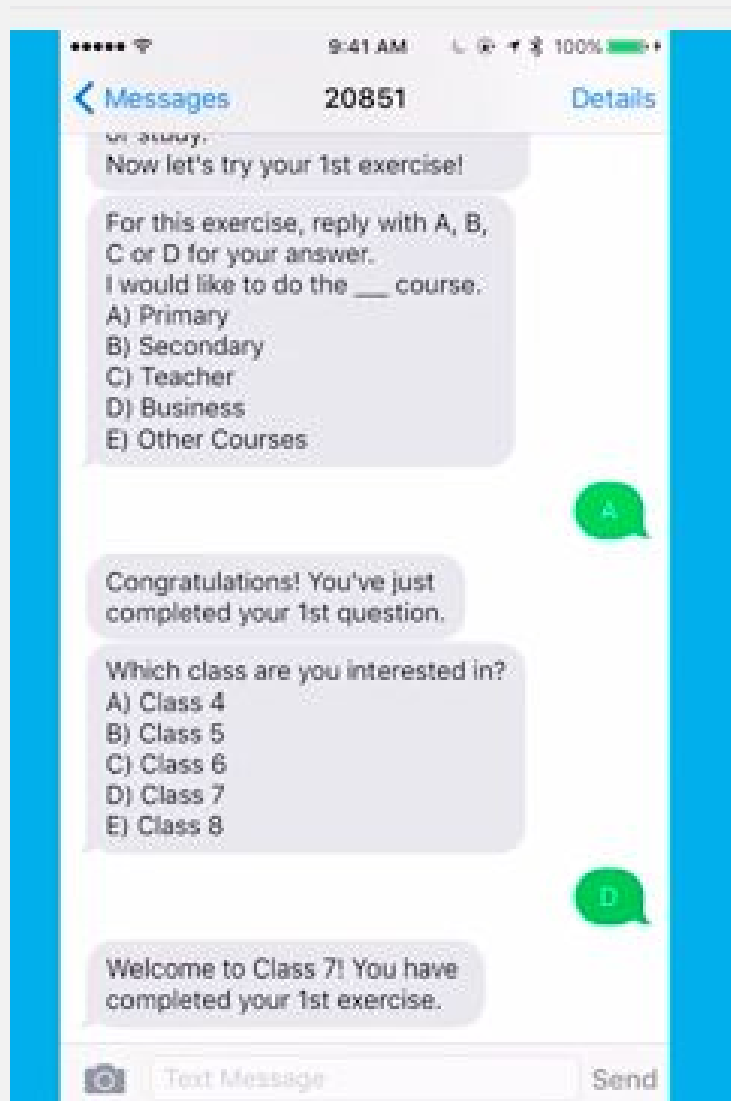 9:41 AM 100%
Messages 20851 Details
or study.
Now let's try your 1st exercise!
For this exercise, reply with A, B,
C or D for your answer.
I would like to do the ___ course.
A) Primary
B) Secondary
C) Teacher
D) Business
E) Other Courses
A
Congratulations! You've just
completed your 1st question.
Which class are you interested in?
A) Class 4
B) Class 5
C) Class 6
D) Class 7
E) Class 8
D
Welcome to Class 7! You have
completed your 1st exercise.
Text Message Send